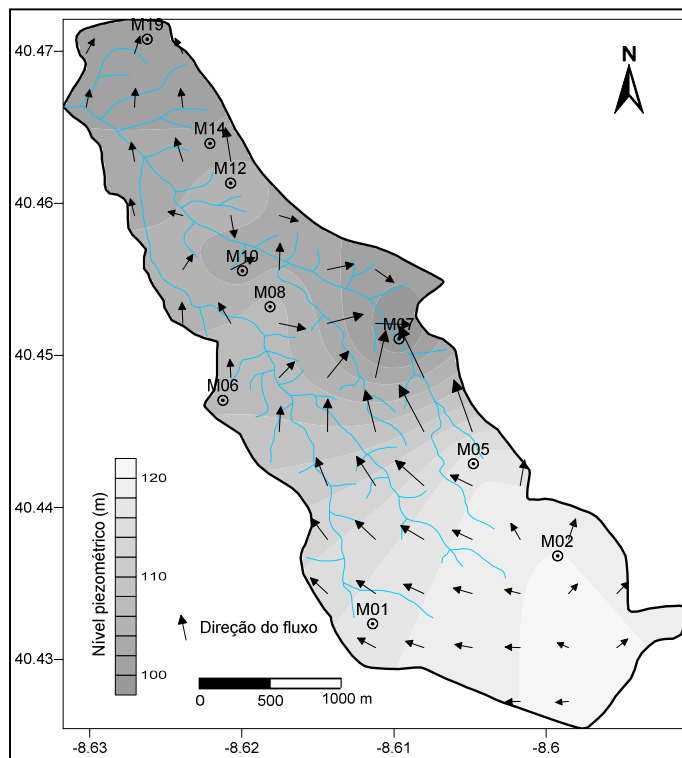 M19
40.47
N
M14
M12
40.46
M10
M08
M07
40.45
M06
M05
120
40.44
M02
Nível piezométrico (m)
110
M01
Direção do fluxo
40.43
100
0 500 1000 m
-8.63 -8.62 -8.61 -8.6